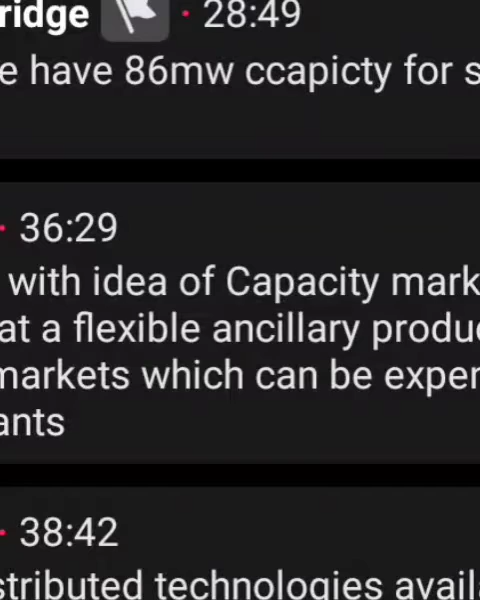 ridge · 28:49
e have 86mw ccapicty for s
· 36:29
with idea of Capacity mark
at a flexible ancillary produc
markets which can be exper
ants
· 38:42
stributed technologies avail